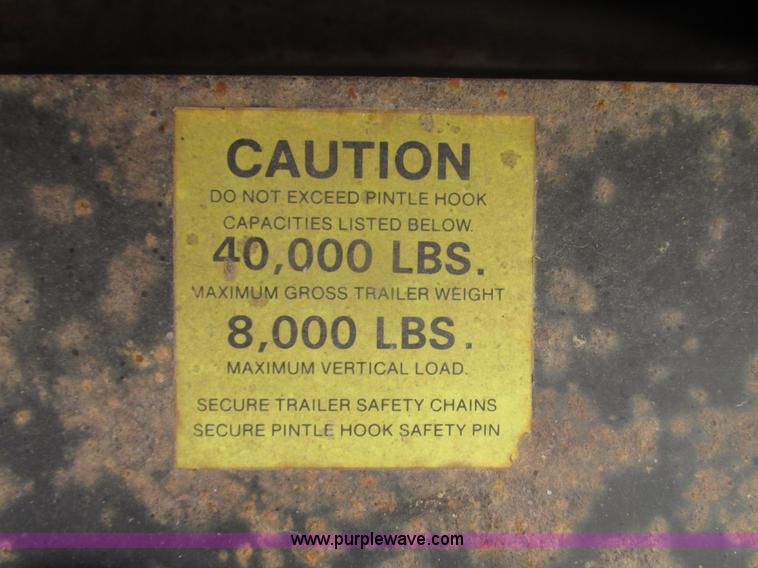 CAUTION
DO NOT EXCEED PINTLE HOOK
CAPACITIES LISTED BELOW.
40,000 LBS.
MAXIMUM GROSS TRAILER WEIGHT
8,000 LBS.
MAXIMUM VERTICAL LOAD.
SECURE TRAILER SAFETY CHAINS
SECURE PINTLE HOOK SAFETY PIN
www.purplewave.com